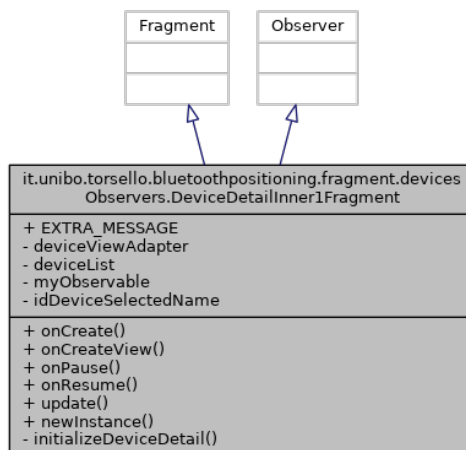 Fragment
Observer
it.unibo.torsello.bluetoothpositioning.fragment.devices
Observers.DeviceDetailInner1Fragment
+ EXTRA_MESSAGE
- deviceViewAdapter
- deviceList
- myObservable
- idDeviceSelectedName
+ onCreate()
+ onCreateView()
+ onPause()
+ onResume()
+ update()
+ newInstance()
- initializeDeviceDetail()